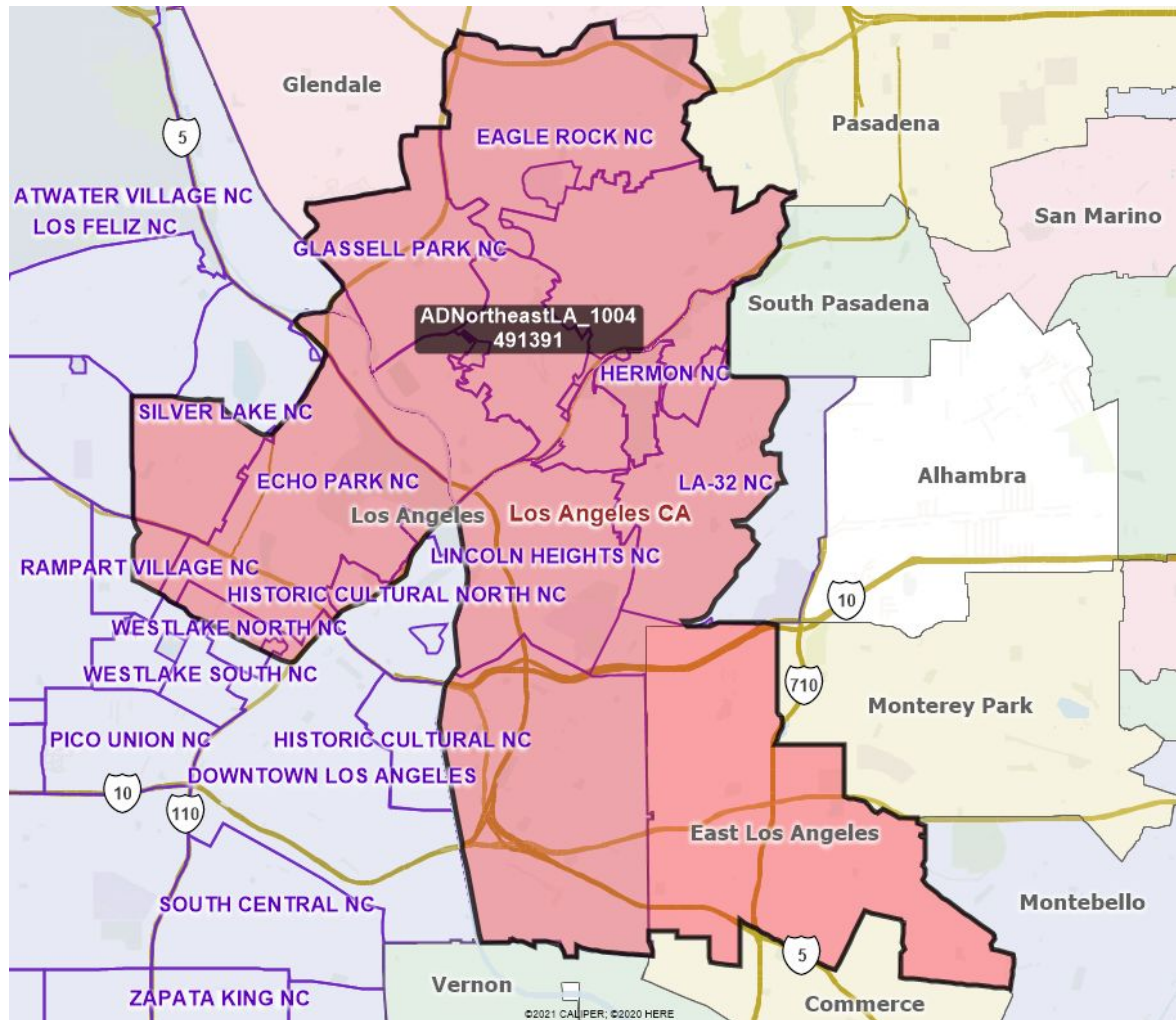 Glendale
5
Pasadena
EAGLE ROCK NC
ATWATER VILLAGE NC
LOS FELIZ NC
San Marino
GLASSELL PARK NC
South Pasadena
ADNortheastLA_1004
491391
HERMON NC
SILVER LAKE NC
ECHO PARK NC
LA-32 NC
Alhambra
Los Angeles
Los Angeles CA
LINCOLN HEIGHTS NC
RAMPART VILLAGE NC
HISTORIC CULTURAL NORTH NC
10
WESTLAKE NORTH NC
WESTLAKE SOUTH NC
710
Monterey Park
PICO UNION NC
HISTORIC CULTURAL NC
DOWNTOWN LOS ANGELES
10
110
East Los Angeles
SOUTH CENTRAL NC
Montebello
5
Vernon
ZAPATA KING NC
Commerce
©2021 CALIPER; ©2020 HERE